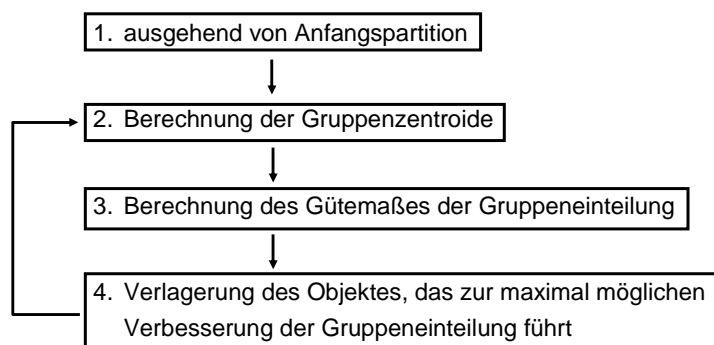 1. ausgehend von Anfangspartition
2. Berechnung der Gruppenzentroide
3. Berechnung des Gütemaßes der Gruppeneinteilung
4. Verlagerung des Objektes, das zur maximal möglichen
Verbesserung der Gruppeneinteilung führt